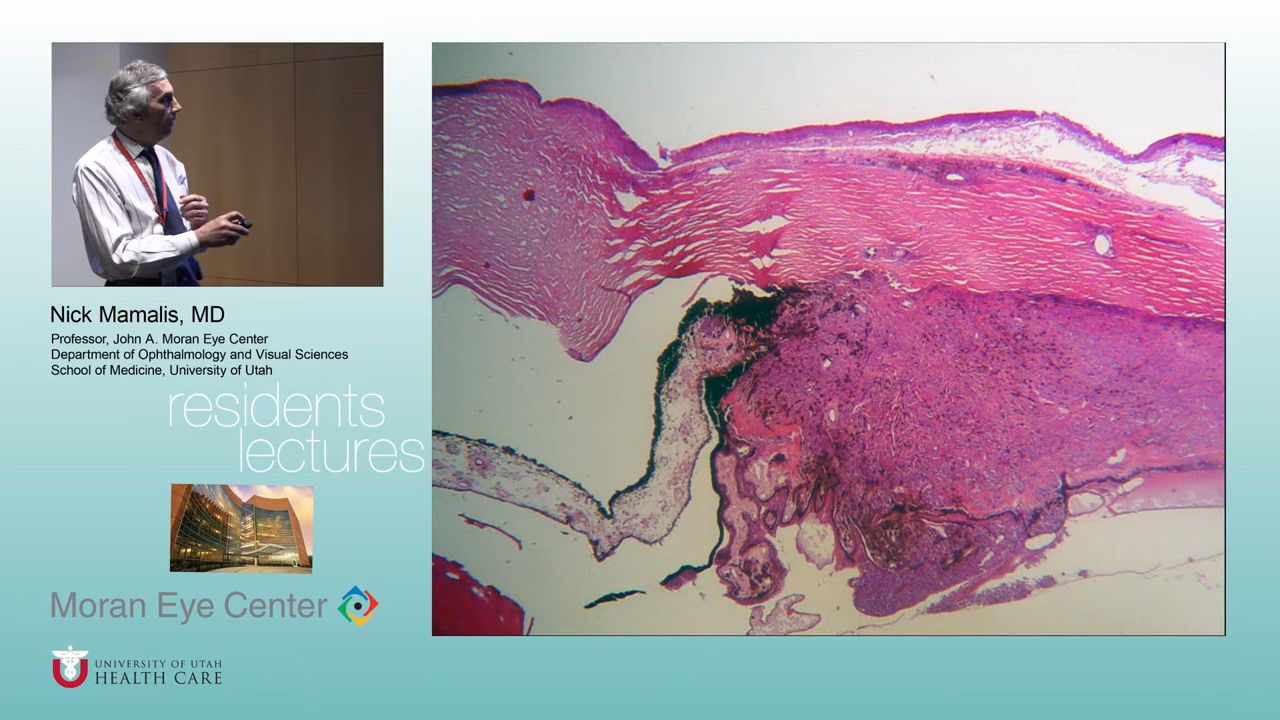 Nick Mamalis, MD
Professor, John A. Moran Eye Center
Department of Ophthalmology and Visual Sciences
School of Medicine, University of Utah
residents
lectures
Moran Eye Center
UNIVERSITY OF UTAH
HEALTH CARE